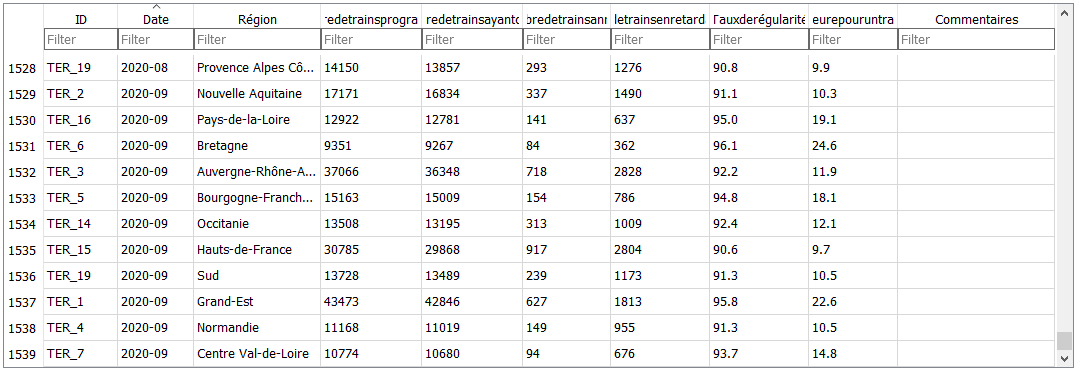 ID Date Région redetrainsprogra redetrainsayanto bredetrainsann letrainsenretard Tauxderégularité eurepouruntra Commentaires
Filter Filter Filter Filter Filter Filter Filter Filter Filter Filter
1528 TER_19 2020-08 Provence Alpes Cô... 14150 13857 293 1276 90.8 9.9
1529 TER_2 2020-09 Nouvelle Aquitaine 17171 16834 337 1490 91.1 10.3
1530 TER_16 2020-09 Pays-de-la-Loire 12922 12781 141 637 95.0 19.1
1531 TER_6 2020-09 Bretagne 9351 9267 84 362 96.1 24.6
1532 TER_3 2020-09 Auvergne-Rhône-A... 37066 36348 718 2828 92.2 11.9
1533 TER_5 2020-09 Bourgogne-Franch... 15163 15009 154 786 94.8 18.1
1534 TER_14 2020-09 Occitanie 13508 13195 313 1009 92.4 12.1
1535 TER_15 2020-09 Hauts-de-France 30785 29868 917 2804 90.6 9.7
1536 TER_19 2020-09 Sud 13728 13489 239 1173 91.3 10.5
1537 TER_1 2020-09 Grand-Est 43473 42846 627 1813 95.8 22.6
1538 TER_4 2020-09 Normandie 11168 11019 149 955 91.3 10.5
1539 TER_7 2020-09 Centre Val-de-Loire 10774 10680 94 676 93.7 14.8